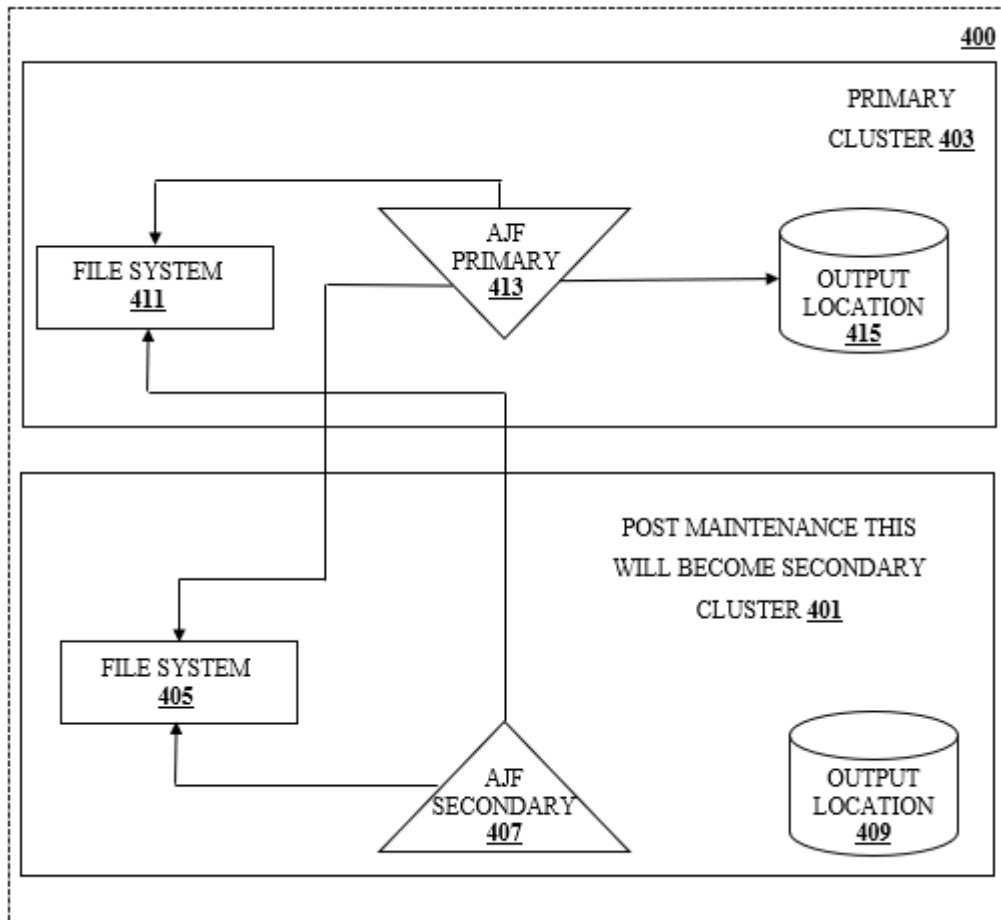 400
PRIMARY
CLUSTER 403
AJF
PRIMARY
413
FILE SYSTEM
411
OUTPUT
LOCATION
415
POST MAINTENANCE THIS
WILL BECOME SECONDARY
CLUSTER 401
FILE SYSTEM
405
AJF
SECONDARY
407
OUTPUT
LOCATION
409